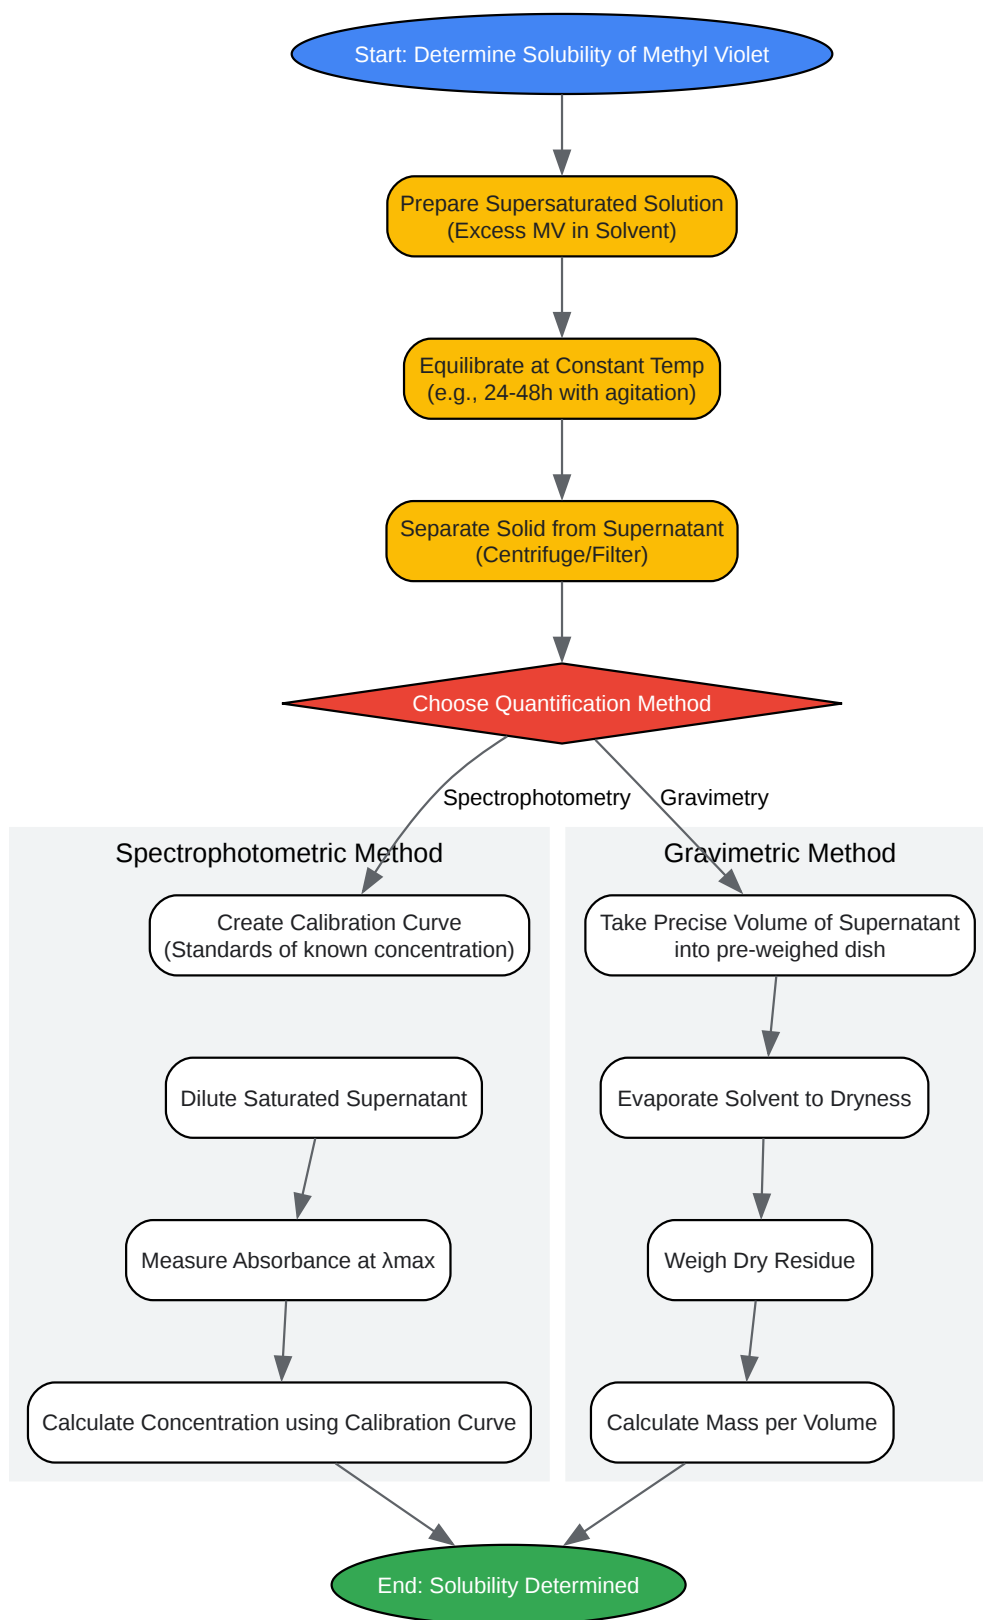 Start: Determine Solubility of Methyl Violet
Prepare Supersaturated Solution
(Excess MV in Solvent)
Equilibrate at Constant Temp
(e.g., 24-48h with agitation)
Separate Solid from Supernatant
(Centrifuge/Filter)
Choose Quantification Method
Spectrophotometry
Gravimetry
Spectrophotometric Method
Create Calibration Curve
(Standards of known concentration)
Dilute Saturated Supernatant
Measure Absorbance at λmax
Calculate Concentration using Calibration Curve
Gravimetric Method
Take Precise Volume of Supernatant
into pre-weighed dish
Evaporate Solvent to Dryness
Weigh Dry Residue
Calculate Mass per Volume
End: Solubility Determined